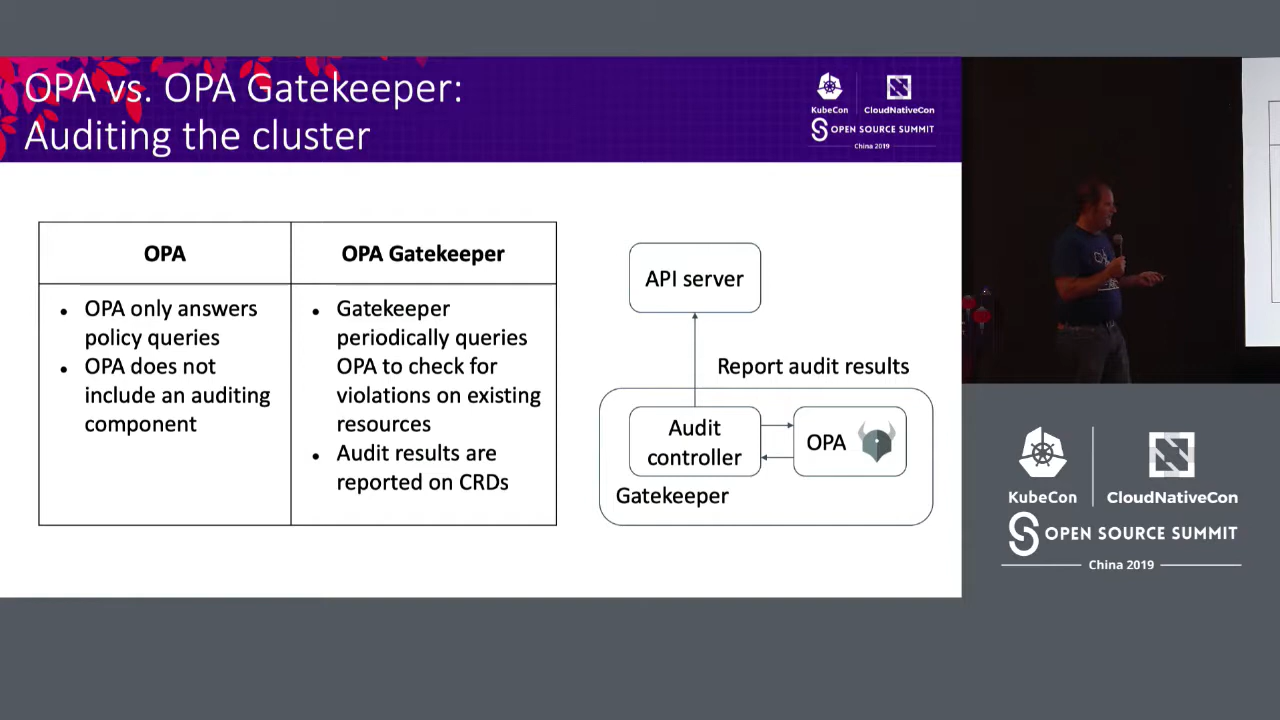 OPA vs. OPA Gatekeeper:
Auditing the cluster
KubeCon
CloudNativeCon
OPEN SOURCE SUMMIT
China 2019
OPA
OPA Gatekeeper
• OPA only answers
policy queries
• OPA does not
include an auditing
component
• Gatekeeper
periodically queries
OPA to check for
violations on existing
resources
• Audit results are
reported on CRDs
API server
Report audit results
Audit
controller
OPA
Gatekeeper
KubeCon
CloudNativeCon
OPEN SOURCE SUMMIT
China 2019